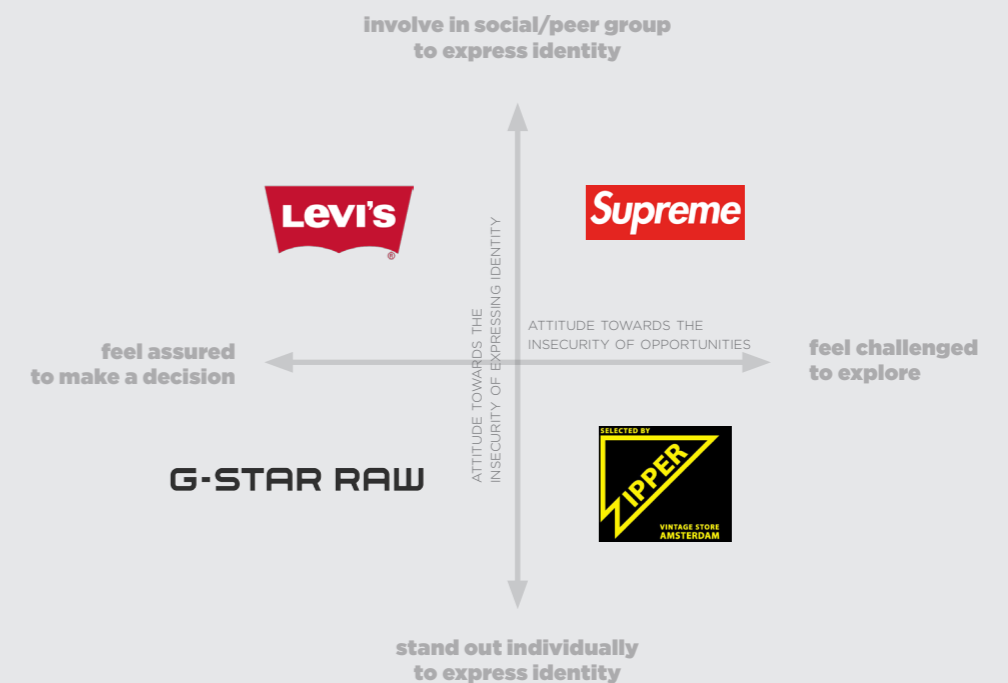 involve in social/peer group
to express identity
Levi's
®
Supreme
ATTITUDE TOWARDS THE
INSECURITY OF EXPRESSING IDENTITY
ATTITUDE TOWARDS THE
INSECURITY OF OPPORTUNITIES
feel assured
to make a decision
feel challenged
to explore
G-STAR RAW
SELECTED BY
ZIPPER
VINTAGE STORE
AMSTERDAM
stand out individually
to express identity